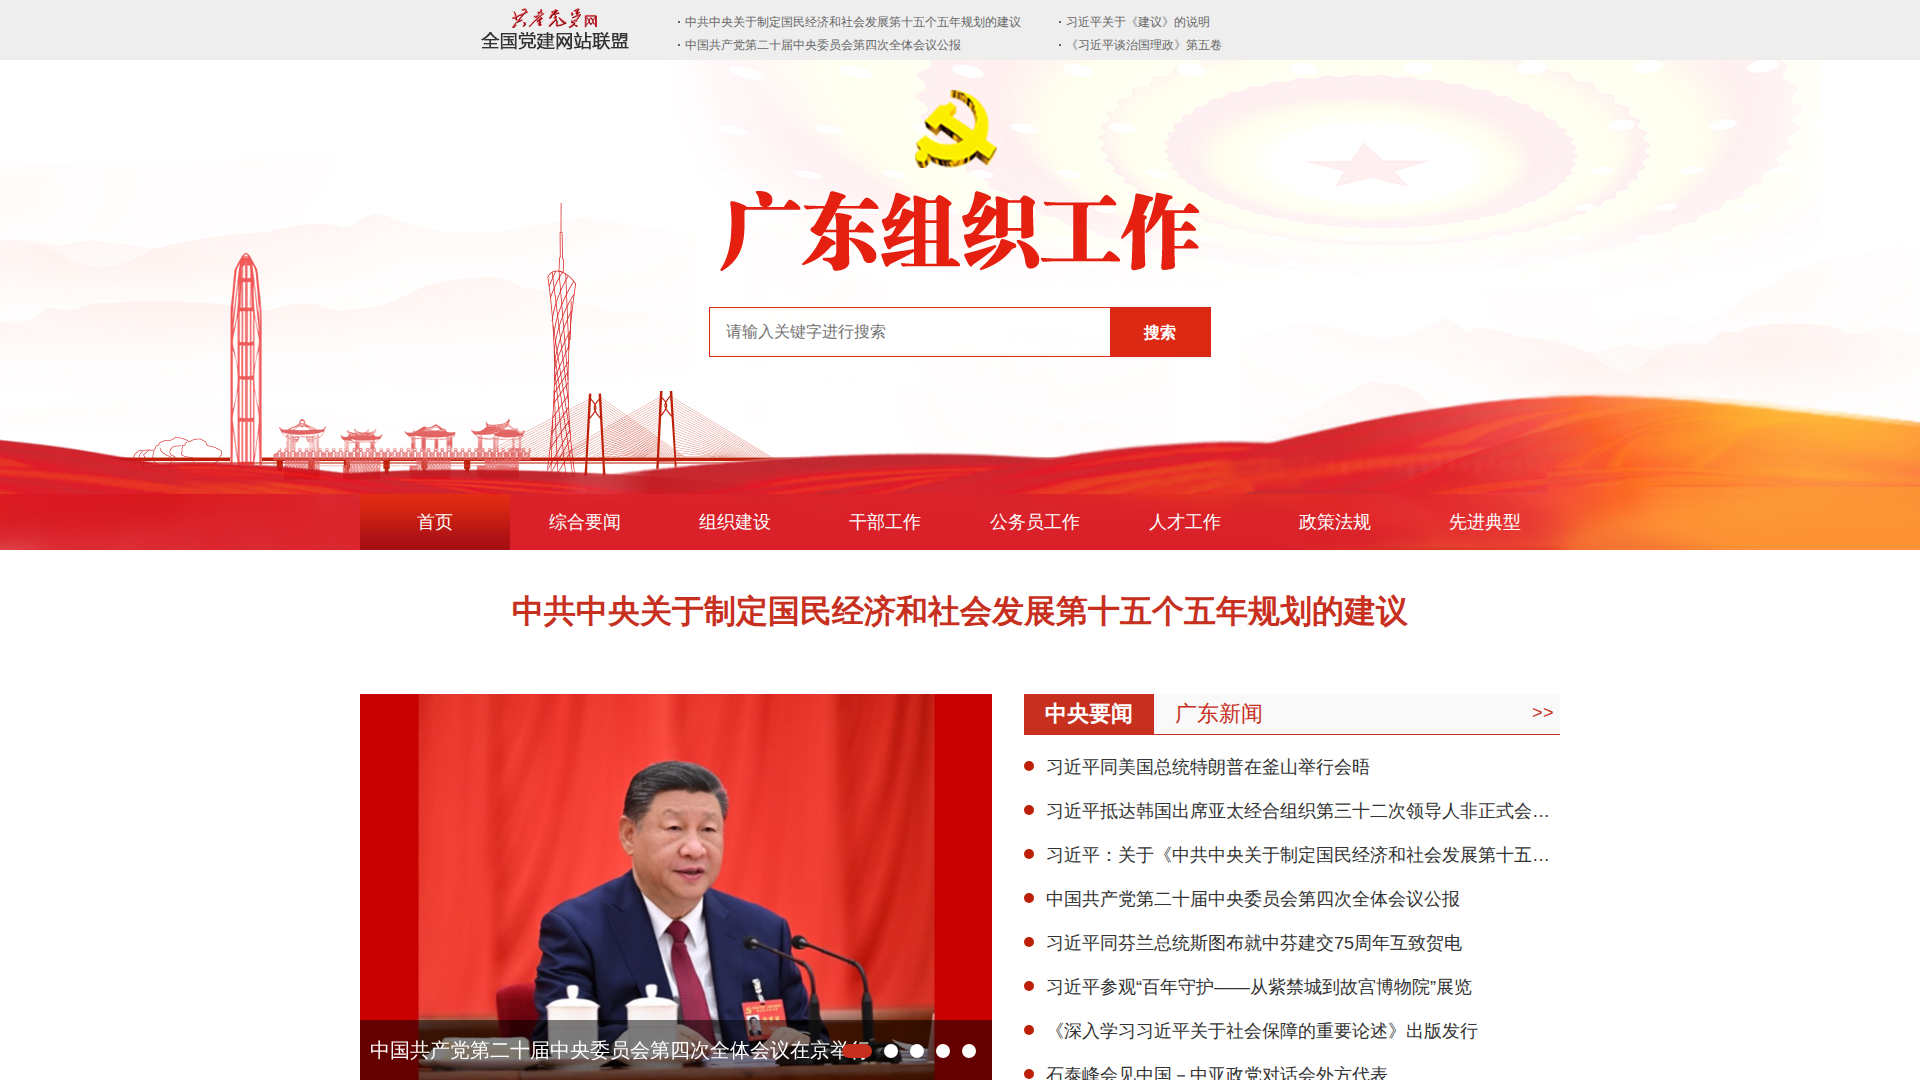 共产党员网
全国党建网站联盟
· 中共中央关于制定国民经济和社会发展第十五个五年规划的建议
· 习近平关于《建议》的说明
· 中国共产党第二十届中央委员会第四次全体会议公报
· 《习近平谈治国理政》第五卷
广东组织工作
请输入关键字进行搜索
搜索
首页 综合要闻 组织建设 干部工作 公务员工作 人才工作 政策法规 先进典型
中共中央关于制定国民经济和社会发展第十五个五年规划的建议
中国共产党第二十届中央委员会第四次全体会议在京举行
中央要闻 广东新闻 >>
习近平同美国总统特朗普在釜山举行会晤
习近平抵达韩国出席亚太经合组织第三十二次领导人非正式会…
习近平：关于《中共中央关于制定国民经济和社会发展第十五…
中国共产党第二十届中央委员会第四次全体会议公报
习近平同芬兰总统斯图布就中芬建交75周年互致贺电
习近平参观“百年守护——从紫禁城到故宫博物院”展览
《深入学习习近平关于社会保障的重要论述》出版发行
石泰峰会见中国－中亚政党对话会外方代表